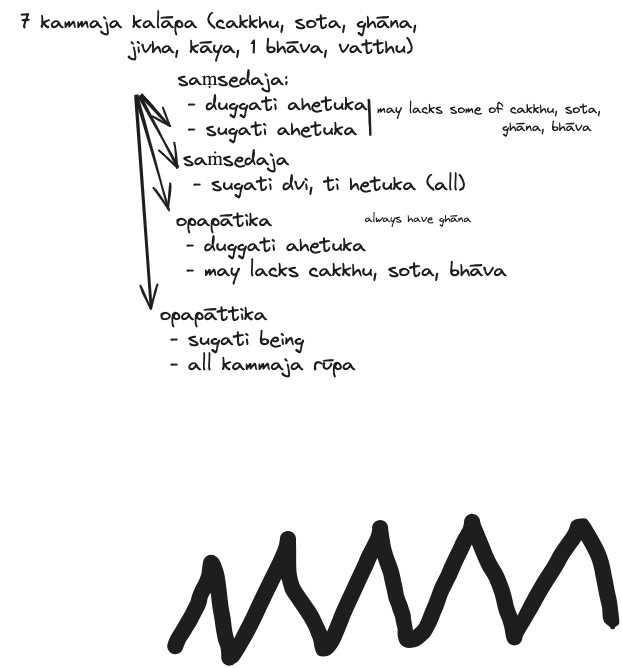 7 kammaja kalāpa (cakkhu, sota, ghāna,
jivha, kāya, 1 bhāva, vatthu)
saṃsedaja:
- duggati ahetuka
may lacks some of cakkhu, sota,
- sugati ahetuka
ghāna, bhāva
saṁsedaja
- sugati dvi, ti hetuka (all)
opapātika
always have ghāna
- duggati ahetuka
- may lacks cakkhu, sota, bhāva
opapāttika
- sugati being
- all kammaja rūpa